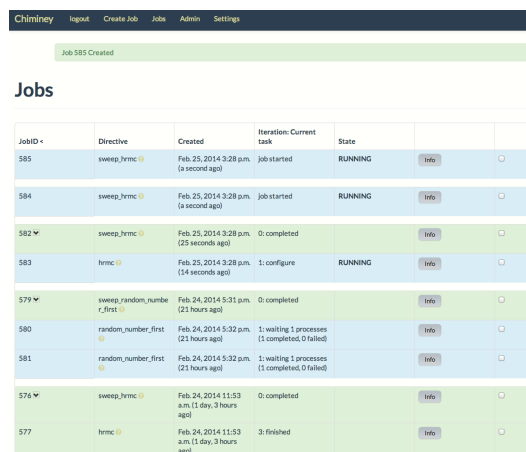 Chiminey logout Create Job Jobs Admin Settings
Job 585 Created
Jobs
JobID < Directive Created Iteration: Current task State
585 sweep_hrmc Feb. 25, 2014 3:28 p.m. (a second ago) job started RUNNING Info
584 sweep_hrmc Feb. 25, 2014 3:28 p.m. (a second ago) job started RUNNING Info
582 sweep_hrmc Feb. 25, 2014 3:28 p.m. (25 seconds ago) 0: completed Info
583 hrmc Feb. 25, 2014 3:28 p.m. (14 seconds ago) 1: configure RUNNING Info
579 sweep_random_number_first Feb. 24, 2014 5:31 p.m. (21 hours ago) 0: completed Info
580 random_number_first Feb. 24, 2014 5:32 p.m. (21 hours ago) 1: waiting 1 processes (1 completed, 0 failed) Info
581 random_number_first Feb. 24, 2014 5:32 p.m. (21 hours ago) 1: waiting 1 processes (1 completed, 0 failed) Info
576 sweep_hrmc Feb. 24, 2014 11:53 a.m. (1 day, 3 hours ago) 0: completed Info
577 hrmc Feb. 24, 2014 11:53 a.m. (1 day, 3 hours ago) 3: finished Info